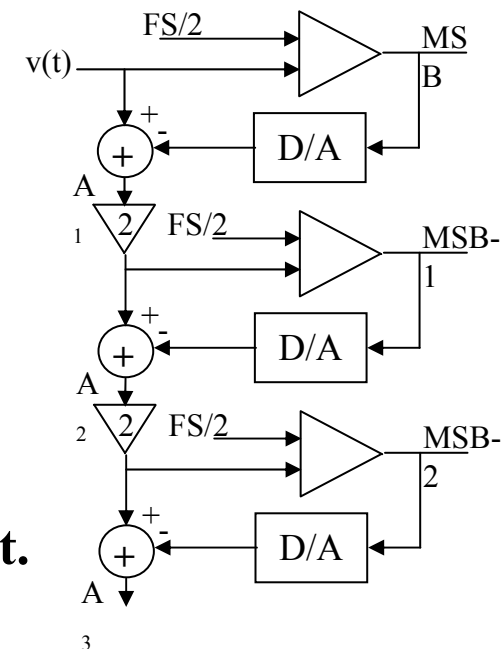 FS/2
MS
v(t)
B
+
-
+
D/A
A
1
2
FS/2
MSB-
1
+
-
+
D/A
A
2
2
FS/2
MSB-
2
+
-
t.
+
D/A
A
3